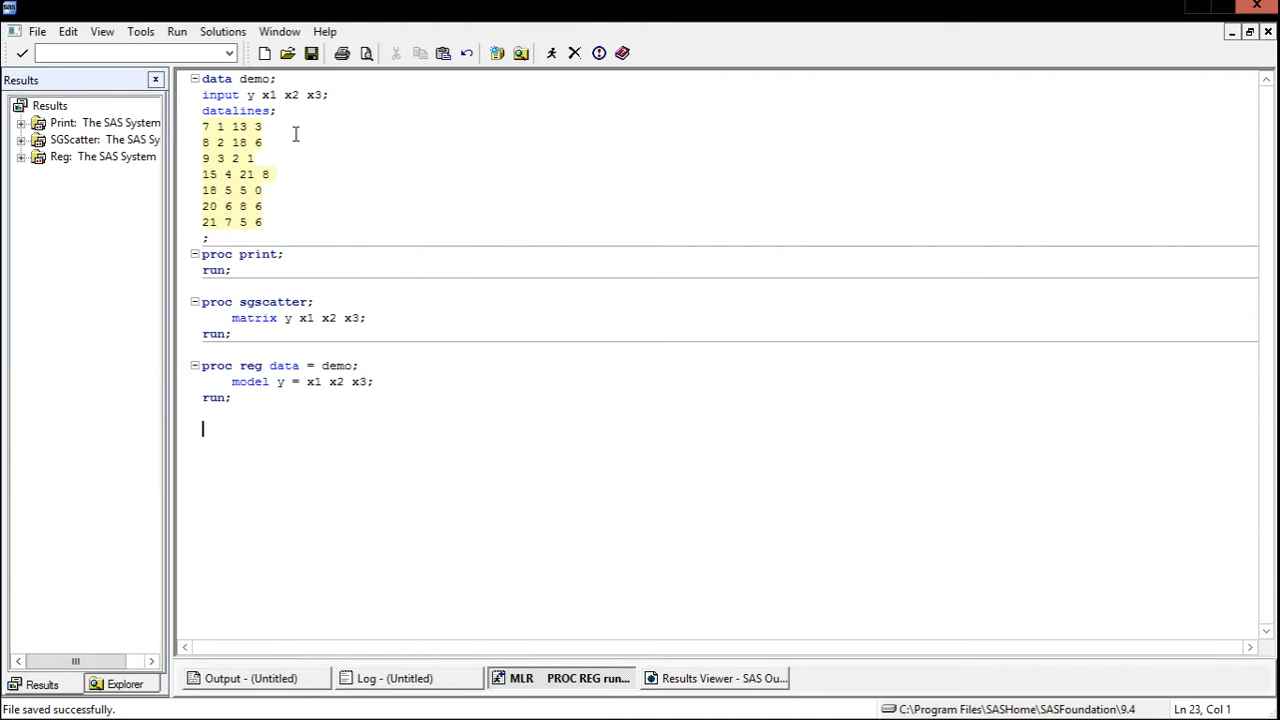 sas
File Edit View Tools Run Solutions Window Help
Results
Results
Print: The SAS System
SGScatter: The SAS Sy
Reg: The SAS System
data demo;
input y x1 x2 x3;
datalines;
7 1 13 3
8 2 18 6
9 3 2 1
15 4 21 8
18 5 5 0
20 6 8 6
21 7 5 6
;
proc print;
run;
proc sgscatter;
matrix y x1 x2 x3;
run;
proc reg data = demo;
model y = x1 x2 x3;
run;
Results Explorer
Output - (Untitled) Log - (Untitled) MLR PROC REG run... Results Viewer - SAS Ou...
File saved successfully. C:\Program Files\SASHome\SASFoundation\9.4 Ln 23, Col 1